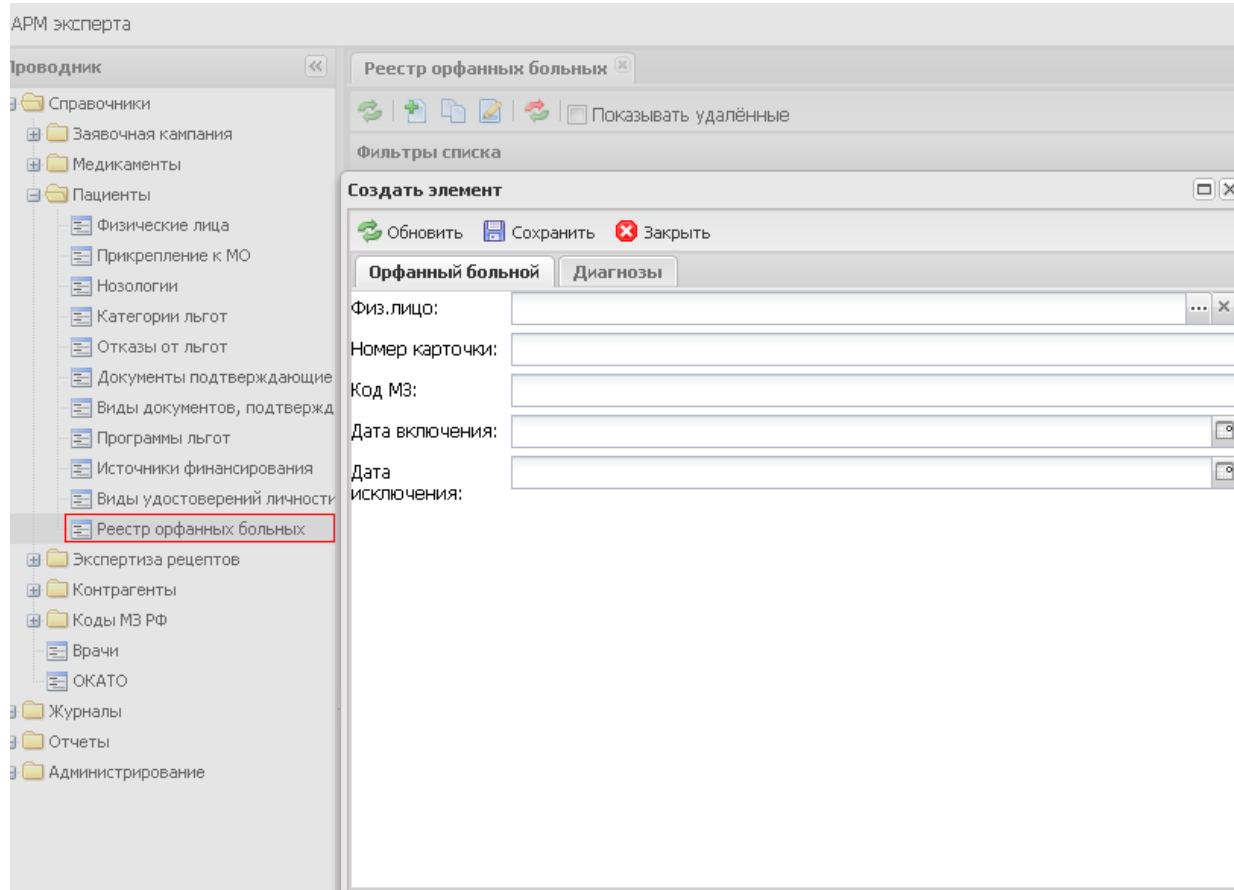 АРМ эксперта
Проводник
Справочники
Заявочная кампания
Медикаменты
Пациенты
Физические лица
Прикрепление к МО
Нозологии
Категории льгот
Отказы от льгот
Документы подтверждающие
Виды документов, подтвержд
Программы льгот
Источники финансирования
Виды удостоверений личности
Реестр орфанных больных
Экспертиза рецептов
Контрагенты
Коды МЗ РФ
Врачи
ОКАТО
Журналы
Отчеты
Администрирование
Реестр орфанных больных
Показывать удалённые
Фильтры списка
Создать элемент
Обновить Сохранить Закрыть
Орфанный больной Диагнозы
Физ.лицо:
Номер карточки:
Код МЗ:
Дата включения:
Дата
исключения: